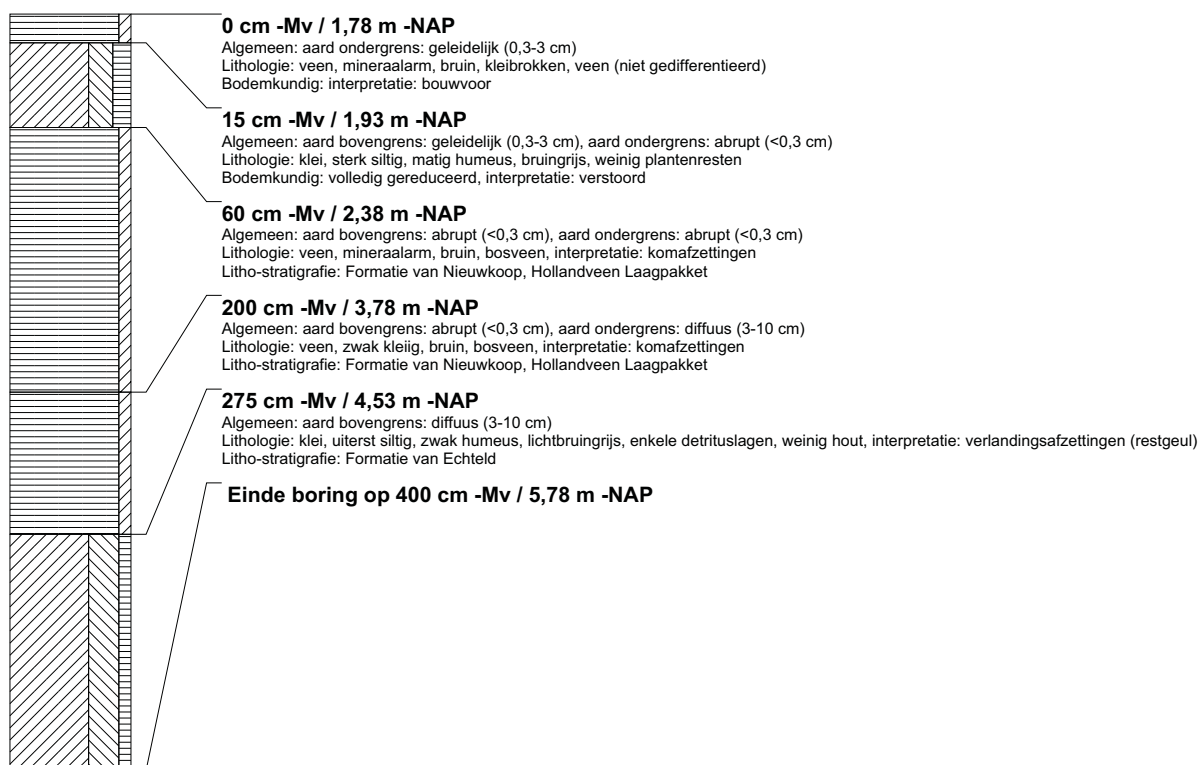 0 cm -Mv / 1,78 m -NAP
Algemeen: aard ondergrens: geleidelijk (0,3-3 cm)
Lithologie: veen, mineraalarm, bruin, kleibrokken, veen (niet gedifferentieerd)
Bodemkundig: interpretatie: bouwvoor
15 cm -Mv / 1,93 m -NAP
Algemeen: aard bovengrens: geleidelijk (0,3-3 cm), aard ondergrens: abrupt (<0,3 cm)
Lithologie: klei, sterk siltig, matig humeus, bruingrijs, weinig plantenresten
Bodemkundig: volledig gereduceerd, interpretatie: verstoord
60 cm -Mv / 2,38 m -NAP
Algemeen: aard bovengrens: abrupt (<0,3 cm), aard ondergrens: abrupt (<0,3 cm)
Lithologie: veen, mineraalarm, bruin, bosveen, interpretatie: komafzettingen
Litho-stratigrafie: Formatie van Nieuwkoop, Hollandveen Laagpakket
200 cm -Mv / 3,78 m -NAP
Algemeen: aard bovengrens: abrupt (<0,3 cm), aard ondergrens: diffuus (3-10 cm)
Lithologie: veen, zwak kleiig, bruin, bosveen, interpretatie: komafzettingen
Litho-stratigrafie: Formatie van Nieuwkoop, Hollandveen Laagpakket
275 cm -Mv / 4,53 m -NAP
Algemeen: aard bovengrens: diffuus (3-10 cm)
Lithologie: klei, uiterst siltig, zwak humeus, lichtbruingrijs, enkele detrituslagen, weinig hout, interpretatie: verlandingsafzettingen (restgeul)
Litho-stratigrafie: Formatie van Echteld
Einde boring op 400 cm -Mv / 5,78 m -NAP